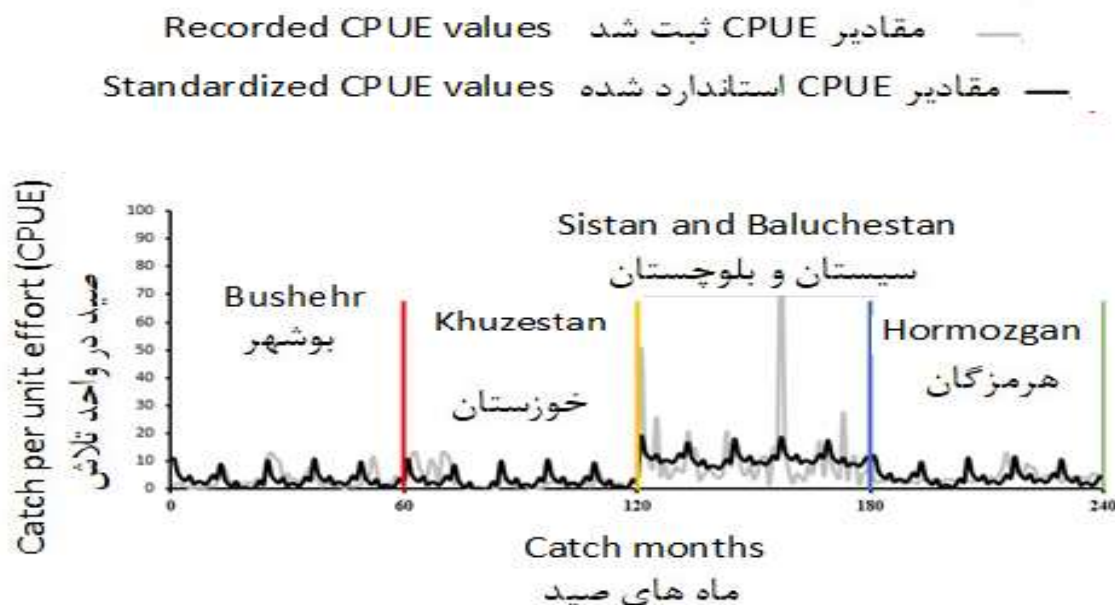 Recorded CPUE values مقادیر CPUE ثبت شد
Standardized CPUE values مقادیر CPUE استاندارد شده
Catch per unit effort (CPUE)
صید در واحد تلاش
100
90
80
70
60
50
40
30
20
10
0
Bushehr
بوشهر
Khuzestan
خوزستان
Sistan and Baluchestan
سیستان و بلوچستان
Hormozgan
هرمزگان
0 60 120 180 240
Catch months
ماه های صید